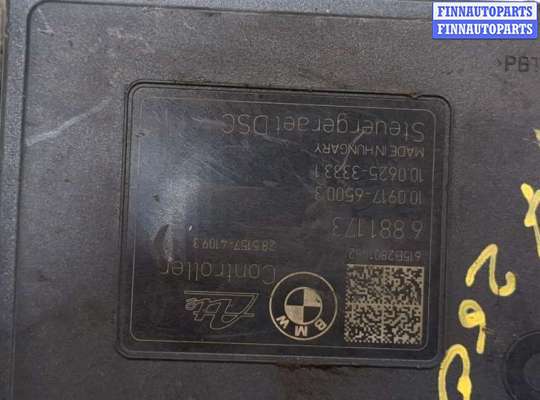 FINNAUTOPARTS
FINNAUTOPARTS
BMW
Ate
Controller
28.5157-4109.3
6 881173
10.0917-6500.3
10.0625-3333.1
MADE IN HUNGARY
Steuergeraet DSC